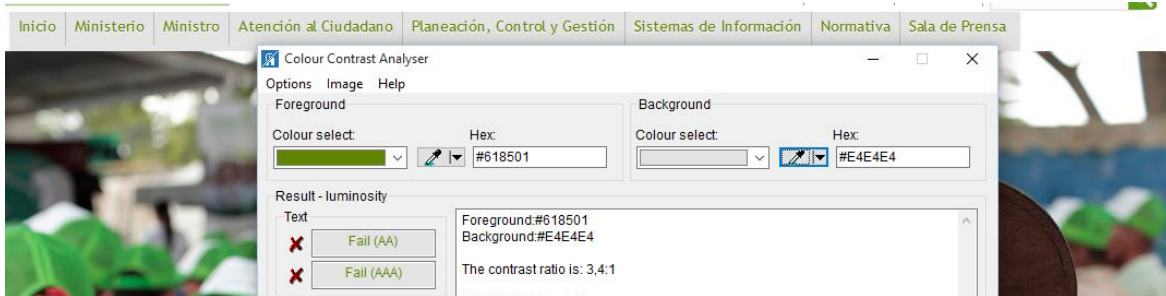 Inicio Ministerio Ministro Atención al Ciudadano Planeación, Control y Gestión Sistemas de Información Normativa Sala de Prensa
Colour Contrast Analyser
Options Image Help
Foreground Background
Colour select: Hex: Colour select: Hex:
#618501 #E4E4E4
Result - luminosity
Text
Fail (AA)
Fail (AAA)
Foreground:#618501
Background:#E4E4E4
The contrast ratio is: 3,4:1